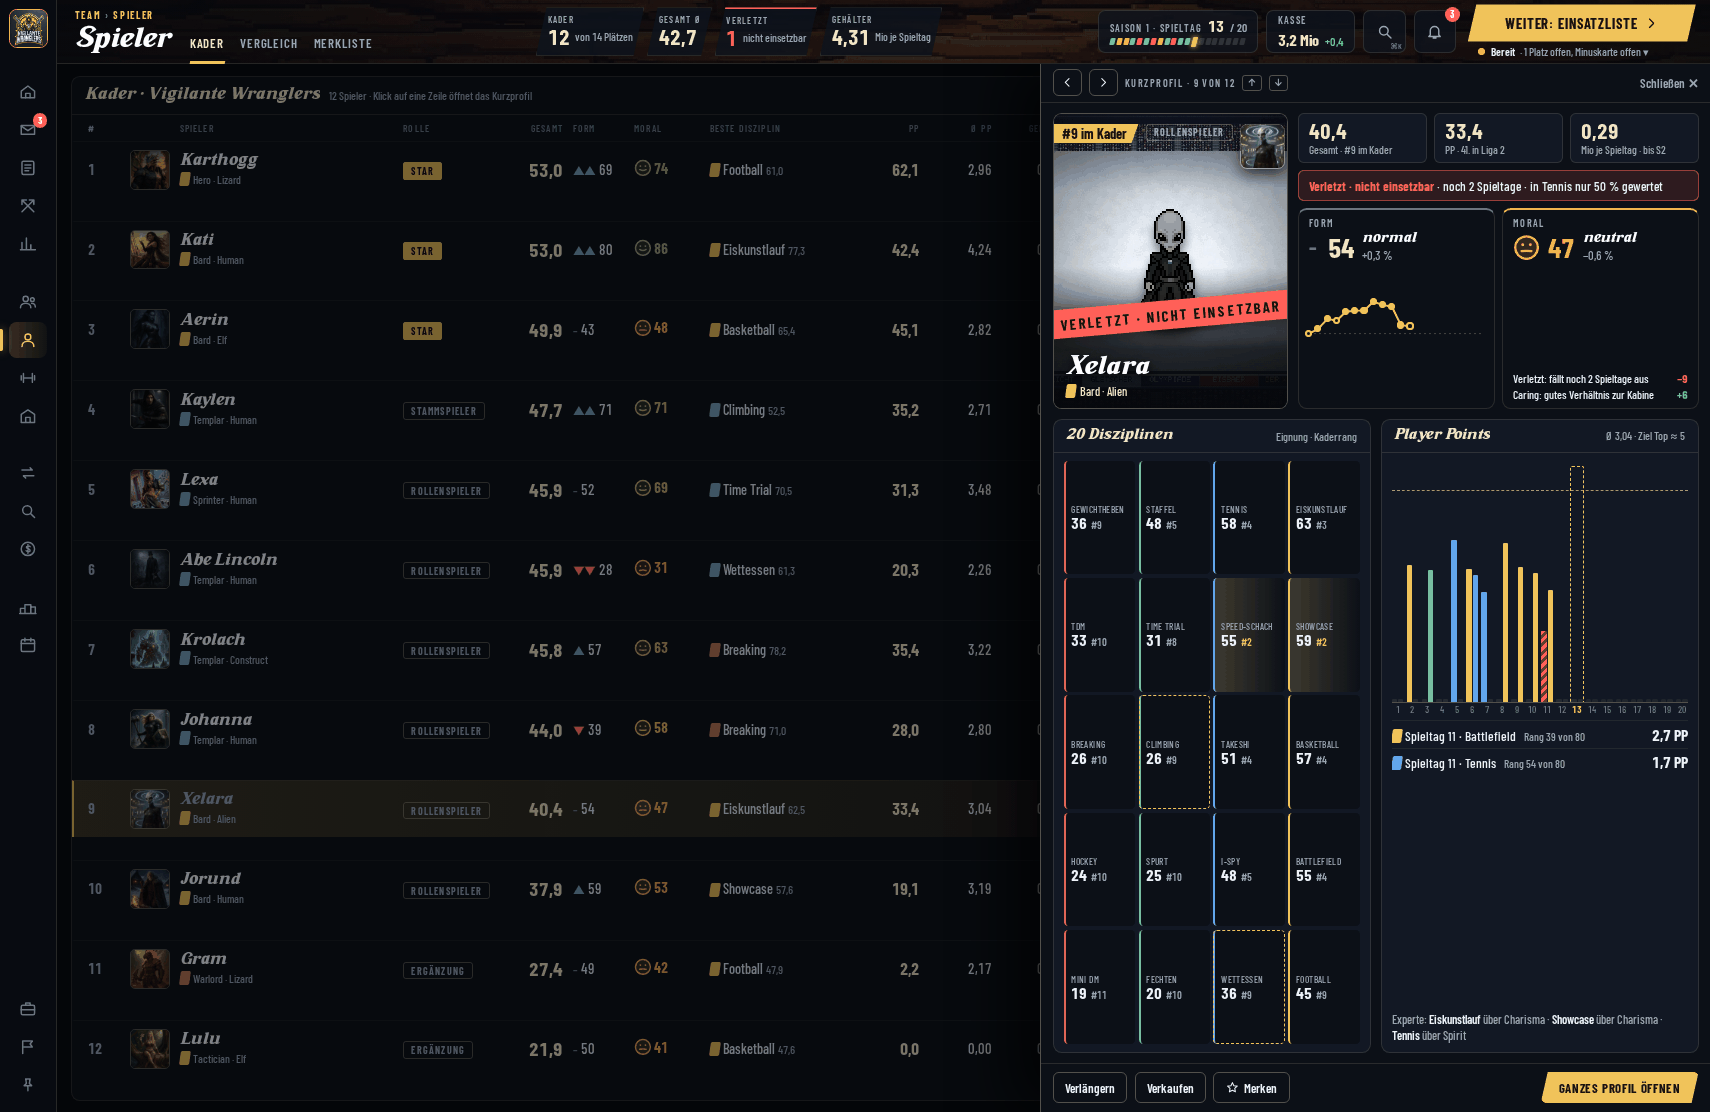 TEAM › SPIELER
Spieler
KADER
VERGLEICH
MERKLISTE
KADER
12 von 14 Plätzen
GESAMT Ø
42,7
VERLETZT
1 nicht einsetzbar
GEHÄLTER
4,31 Mio je Spieltag
SAISON 1 · SPIELTAG 13 / 20
KASSE
3,2 Mio +0,4
⌘K
3
WEITER: EINSATZLISTE
Bereit · 1 Platz offen, Minuskarte offen ▾
3
Kader · Vigilante Wranglers 12 Spieler · Klick auf eine Zeile öffnet das Kurzprofil
# SPIELER ROLLE GESAMT FORM MORAL BESTE DISZIPLIN PP Ø PP
1 Karthogg Hero · Lizard STAR 53,0 69 74 Football 61,0 62,1 2,96
2 Kati Bard · Human STAR 53,0 80 86 Eiskunstlauf 77,3 42,4 4,24
3 Aerin Bard · Elf STAR 49,9 – 43 48 Basketball 65,4 45,1 2,82
4 Kaylen Templar · Human STAMMSPIELER 47,7 71 71 Climbing 52,5 35,2 2,71
5 Lexa Sprinter · Human ROLLENSPIELER 45,9 – 52 69 Time Trial 70,5 31,3 3,48
6 Abe Lincoln Templar · Human ROLLENSPIELER 45,9 28 31 Wettessen 61,3 20,3 2,26
7 Krolach Templar · Construct ROLLENSPIELER 45,8 57 63 Breaking 78,2 35,4 3,22
8 Johanna Templar · Human ROLLENSPIELER 44,0 39 58 Breaking 71,0 28,0 2,80
9 Xelara Bard · Alien ROLLENSPIELER 40,4 – 54 47 Eiskunstlauf 62,5 33,4 3,04
10 Jorund Bard · Human ROLLENSPIELER 37,9 59 53 Showcase 57,6 19,1 3,19
11 Gram Warlord · Lizard ERGÄNZUNG 27,4 – 49 42 Football 47,9 2,2 2,17
12 Lulu Tactician · Elf ERGÄNZUNG 21,9 – 50 41 Basketball 47,6 0,0 0,00
KURZPROFIL · 9 VON 12 ↑ ↓
Schließen ✕
#9 im Kader
ROLLENSPIELER
VERLETZT · NICHT EINSETZBAR
Xelara
Bard · Alien
40,4
Gesamt · #9 im Kader
33,4
PP · 41. in Liga 2
0,29
Mio je Spieltag · bis S2
Verletzt · nicht einsetzbar · noch 2 Spieltage · in Tennis nur 50 % gewertet
FORM
– 54 normal
+0,3 %
MORAL
47 neutral
–0,6 %
Verletzt: fällt noch 2 Spieltage aus –9
Caring: gutes Verhältnis zur Kabine +6
20 Disziplinen
Eignung · Kaderrang
GEWICHTHEBEN STAFFEL TENNIS EISKUNSTLAUF
36 #9 48 #5 58 #4 63 #3
TDM TIME TRIAL SPEED-SCHACH SHOWCASE
33 #10 31 #8 55 #2 59 #2
BREAKING CLIMBING TAKESHI BASKETBALL
26 #10 26 #9 51 #4 57 #4
HOCKEY SPURT I-SPY BATTLEFIELD
24 #10 25 #10 48 #5 55 #4
MINI DM FECHTEN WETTESSEN FOOTBALL
19 #11 20 #10 36 #9 45 #9
Player Points
Ø 3,04 · Ziel Top ≈ 5
1 2 3 4 5 6 7 8 9 10 11 12 13 14 15 16 17 18 19 20
Spieltag 11 · Battlefield Rang 39 von 80 2,7 PP
Spieltag 11 · Tennis Rang 54 von 80 1,7 PP
Experte: Eiskunstlauf über Charisma · Showcase über Charisma ·
Tennis über Spirit
Verlängern
Verkaufen
Merken
GANZES PROFIL ÖFFNEN